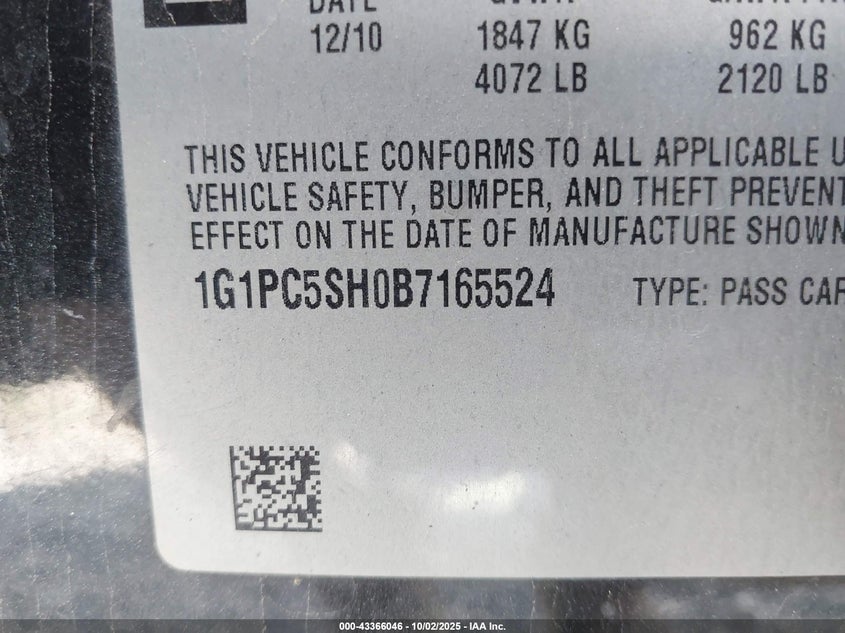 DATE
12/10 1847 KG 962 KG
4072 LB 2120 LB
THIS VEHICLE CONFORMS TO ALL APPLICABLE U
VEHICLE SAFETY, BUMPER, AND THEFT PREVENT
EFFECT ON THE DATE OF MANUFACTURE SHOWN
1G1PC5SH0B7165524 TYPE: PASS CAR
000-43366046 - 10/02/2025 - IAA Inc.